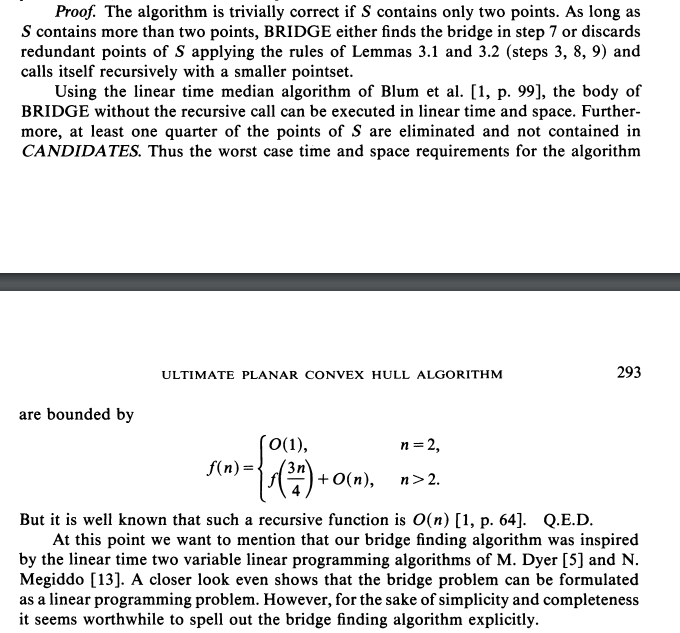 Proof. The algorithm is trivially correct if S contains only two points. As long as
S contains more than two points, BRIDGE either finds the bridge in step 7 or discards
redundant points of S applying the rules of Lemmas 3.1 and 3.2 (steps 3, 8, 9) and
calls itself recursively with a smaller pointset.
Using the linear time median algorithm of Blum et al. [1, p. 99], the body of
BRIDGE without the recursive call can be executed in linear time and space. Further-
more, at least one quarter of the points of S are eliminated and not contained in
CANDIDATES. Thus the worst case time and space requirements for the algorithm
ULTIMATE PLANAR CONVEX HULL ALGORITHM 293
are bounded by
f(n) = { O(1), n = 2,
f(3n/4) + O(n), n > 2.
But it is well known that such a recursive function is O(n) [1, p. 64]. Q.E.D.
At this point we want to mention that our bridge finding algorithm was inspired
by the linear time two variable linear programming algorithms of M. Dyer [5] and N.
Megiddo [13]. A closer look even shows that the bridge problem can be formulated
as a linear programming problem. However, for the sake of simplicity and completeness
it seems worthwhile to spell out the bridge finding algorithm explicitly.